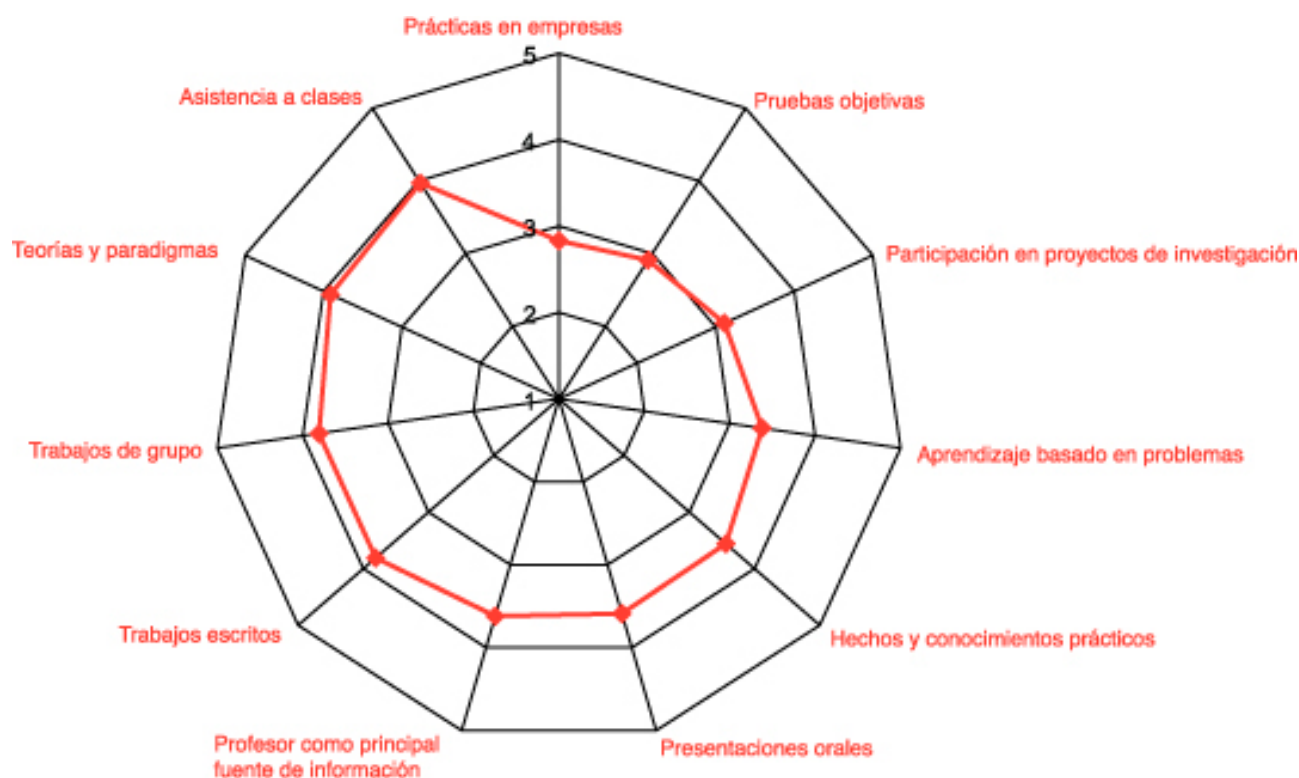 Prácticas en empresas
5
Asistencia a clases
Pruebas objetivas
4
3
Teorías y paradigmas
Participación en proyectos de investigación
2
1
Trabajos de grupo
Aprendizaje basado en problemas
Trabajos escritos
Hechos y conocimientos prácticos
Profesor como principal
fuente de información
Presentaciones orales